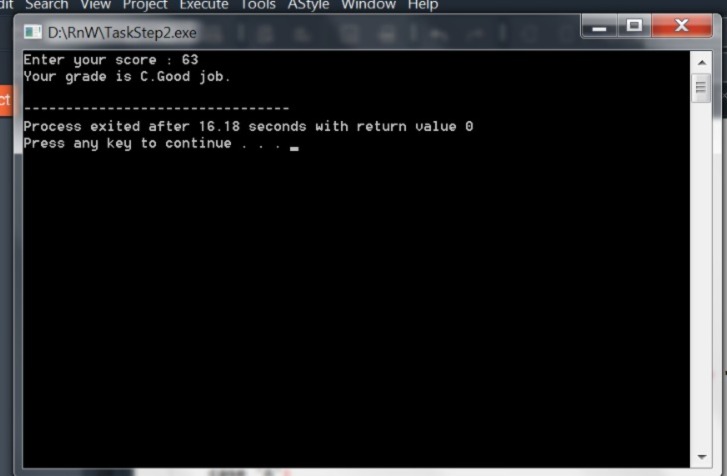 dit Search View Project Execute Tools AStyle Window Help
D:\RnW\TaskStep2.exe
Enter your score : 63
Your grade is C.Good job.
--------------------------------
Process exited after 16.18 seconds with return value 0
Press any key to continue . . .
ct